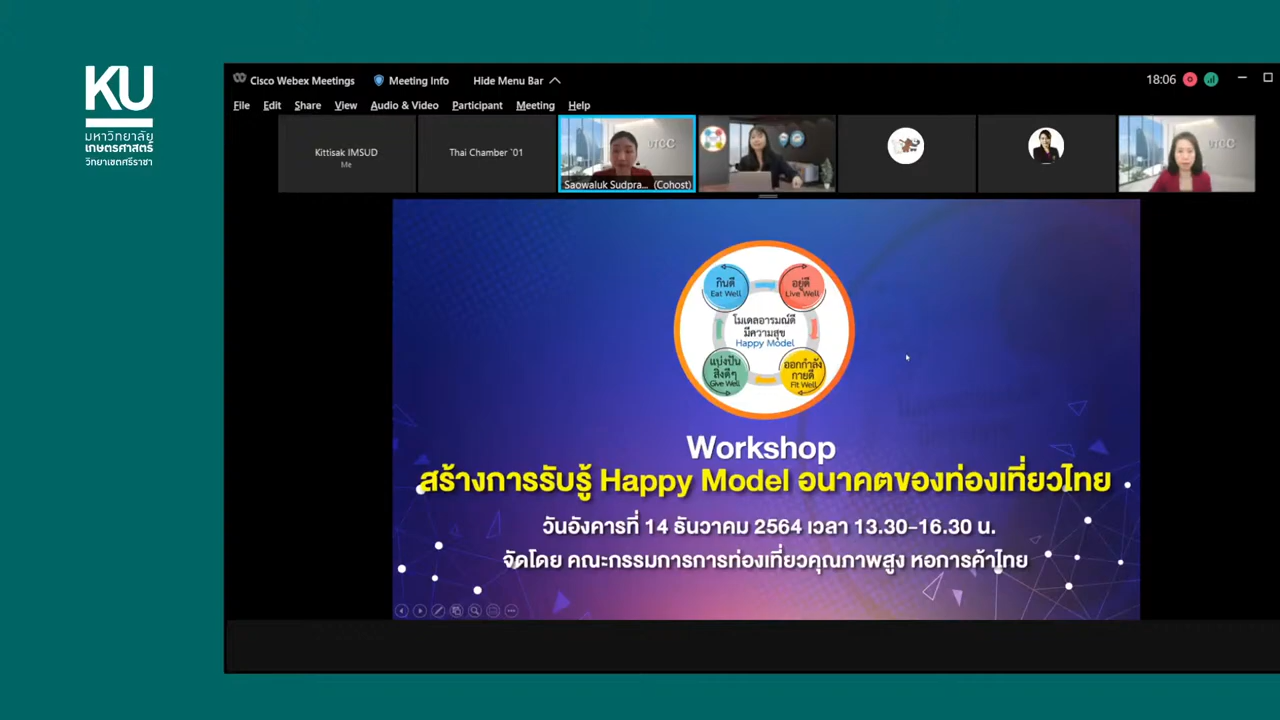 KU
มหาวิทยาลัย
เกษตรศาสตร์
วิทยาเขตศรีราชา
Cisco Webex Meetings
Meeting Info
Hide Menu Bar
18:06
File Edit Share View Audio & Video Participant Meeting Help
Kittisak IMSUD
Me
Thai Chamber `01
UTCC
Saowaluk Sudpra... (Cohost)
UTCC
กินดี
Eat Well
อยู่ดี
Live Well
โมเดลอารมณ์ดี
มีความสุข
Happy Model
แบ่งปัน
สิ่งดีๆ
Give Well
ออกกำลัง
กายดี
Fit Well
Workshop
สร้างการรับรู้ Happy Model อนาคตของท่องเที่ยวไทย
วันอังคารที่ 14 ธันวาคม 2564 เวลา 13.30-16.30 น.
จัดโดย คณะกรรมการการท่องเที่ยวคุณภาพสูง หอการค้าไทย